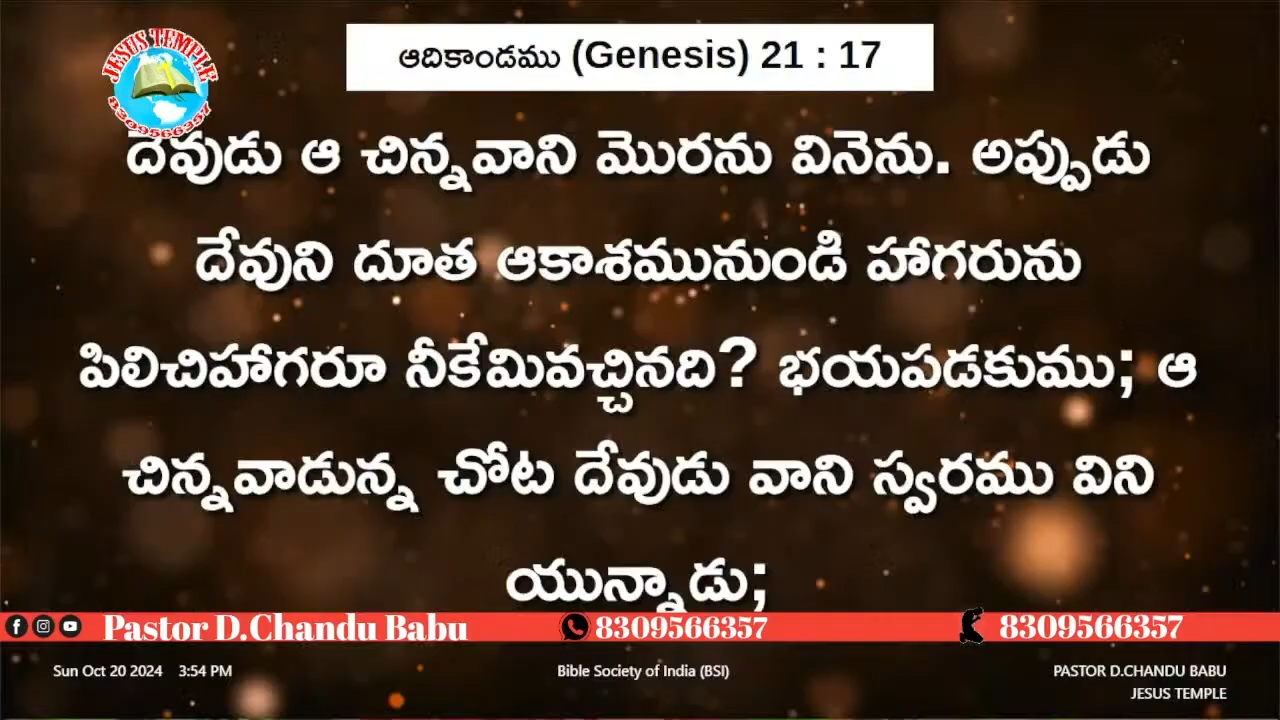 JESUS TEMPLE
8309566357
ఆదికాండము (Genesis) 21 : 17
దేవుడు ఆ చిన్నవాని మొరను వినెను. అప్పుడు
దేవుని దూత ఆకాశమునుండి హాగరును
పిలిచిహాగరూ నీకేమివచ్చినది? భయపడకుము; ఆ
చిన్నవాడున్న చోట దేవుడు వాని స్వరము విని
యున్నాడు;
Pastor D.Chandu Babu 8309566357 8309566357
Sun Oct 20 2024 3:54 PM Bible Society of India (BSI) PASTOR D.CHANDU BABU
JESUS TEMPLE